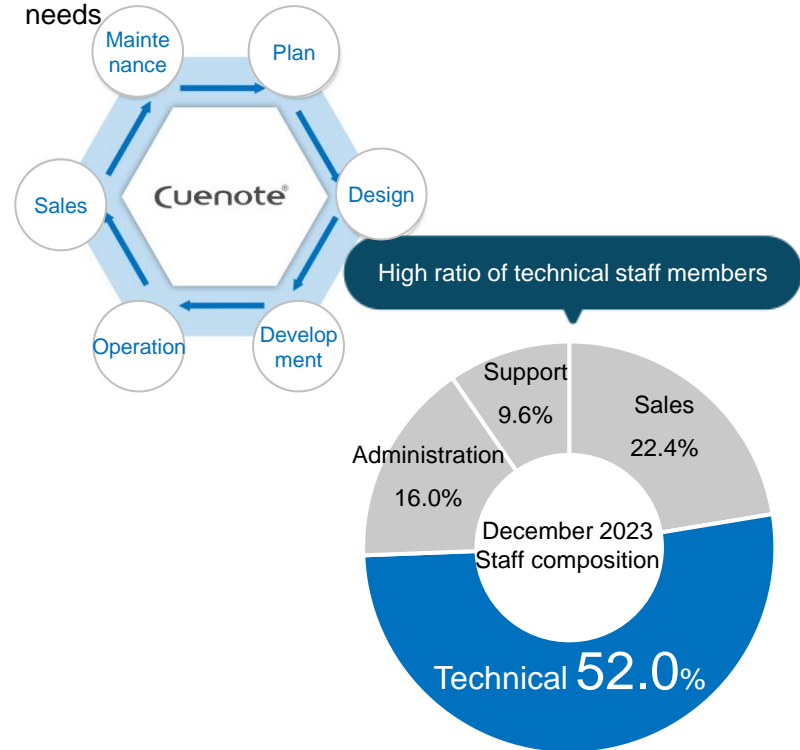 needs
Mainte
nance
Plan
Sales
Cuenote®
Design
Operation
Develop
ment
High ratio of technical staff members
Support
9.6%
Sales
22.4%
Administration
16.0%
December 2023
Staff composition
Technical 52.0%